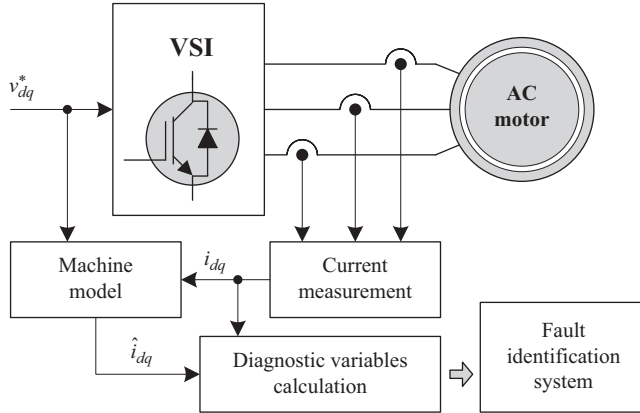 VSI
v*dq
AC
motor
Machine
model
idq
Current
measurement
îdq
Diagnostic variables
calculation
Fault
identification
system